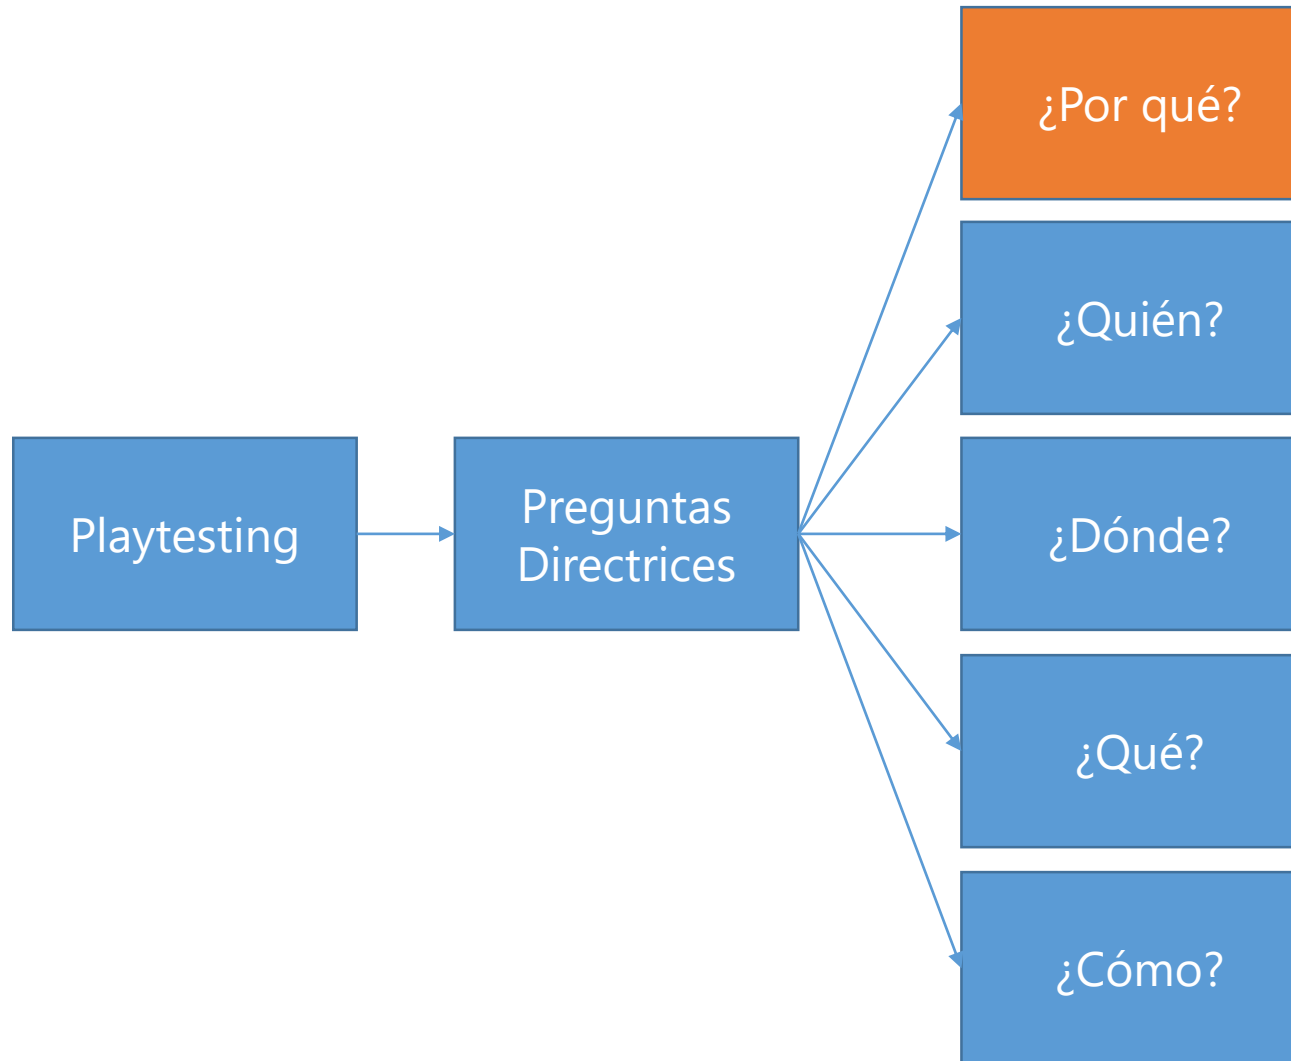 Playtesting
Preguntas
Directrices
¿Por qué?
¿Quién?
¿Dónde?
¿Qué?
¿Cómo?